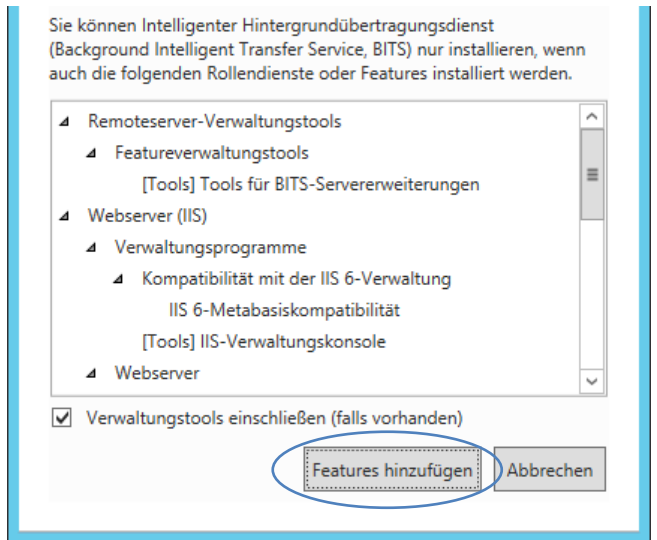 Sie können Intelligenter Hintergrundübertragungsdienst
(Background Intelligent Transfer Service, BITS) nur installieren, wenn
auch die folgenden Rollendienste oder Features installiert werden.
Remoteserver-Verwaltungstools
Featureverwaltungstools
[Tools] Tools für BITS-Servererweiterungen
Webserver (IIS)
Verwaltungsprogramme
Kompatibilität mit der IIS 6-Verwaltung
IIS 6-Metabasiskompatibilität
[Tools] IIS-Verwaltungskonsole
Webserver
Verwaltungstools einschließen (falls vorhanden)
Features hinzufügen Abbrechen